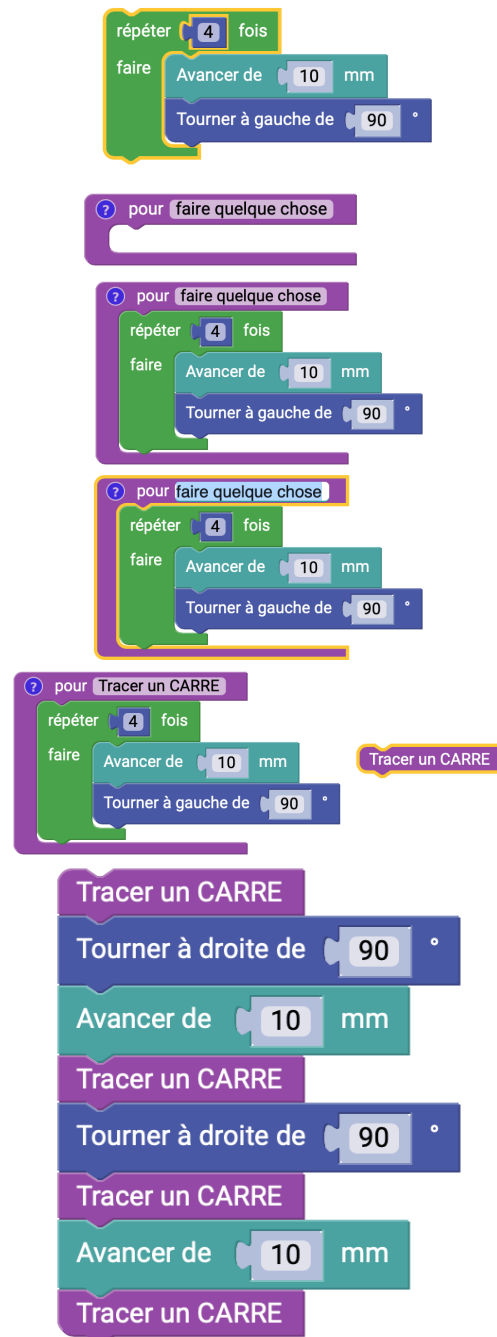 répéter 4 fois
faire
Avancer de 10 mm
Tourner à gauche de 90 °
? pour faire quelque chose
? pour faire quelque chose
répéter 4 fois
faire
Avancer de 10 mm
Tourner à gauche de 90 °
? pour faire quelque chose
répéter 4 fois
faire
Avancer de 10 mm
Tourner à gauche de 90 °
? pour Tracer un CARRE
répéter 4 fois
faire
Avancer de 10 mm
Tourner à gauche de 90 °
Tracer un CARRE
Tracer un CARRE
Tourner à droite de 90 °
Avancer de 10 mm
Tracer un CARRE
Tourner à droite de 90 °
Tracer un CARRE
Avancer de 10 mm
Tracer un CARRE